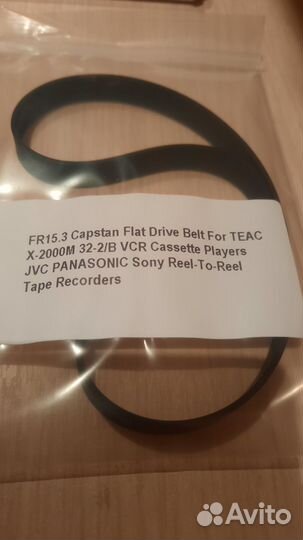 FR15.3 Capstan Flat Drive Belt For TEAC
X-2000M 32-2/B VCR Cassette Players
JVC PANASONIC Sony Reel-To-Reel
Tape Recorders
Avito